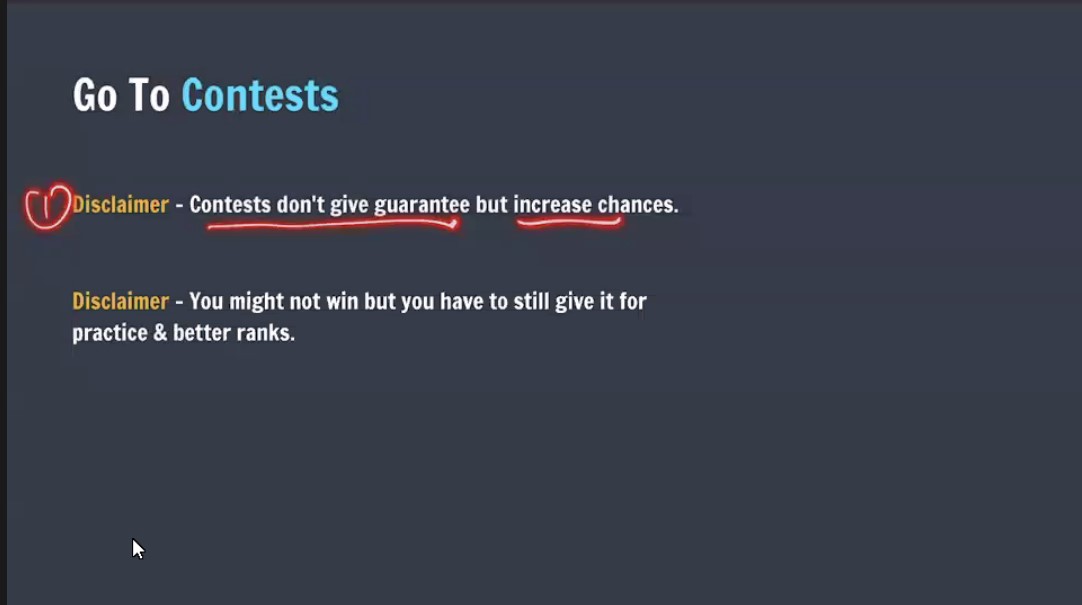 Go To Contests
1 Disclaimer - Contests don't give guarantee but increase chances.
Disclaimer - You might not win but you have to still give it for
practice & better ranks.